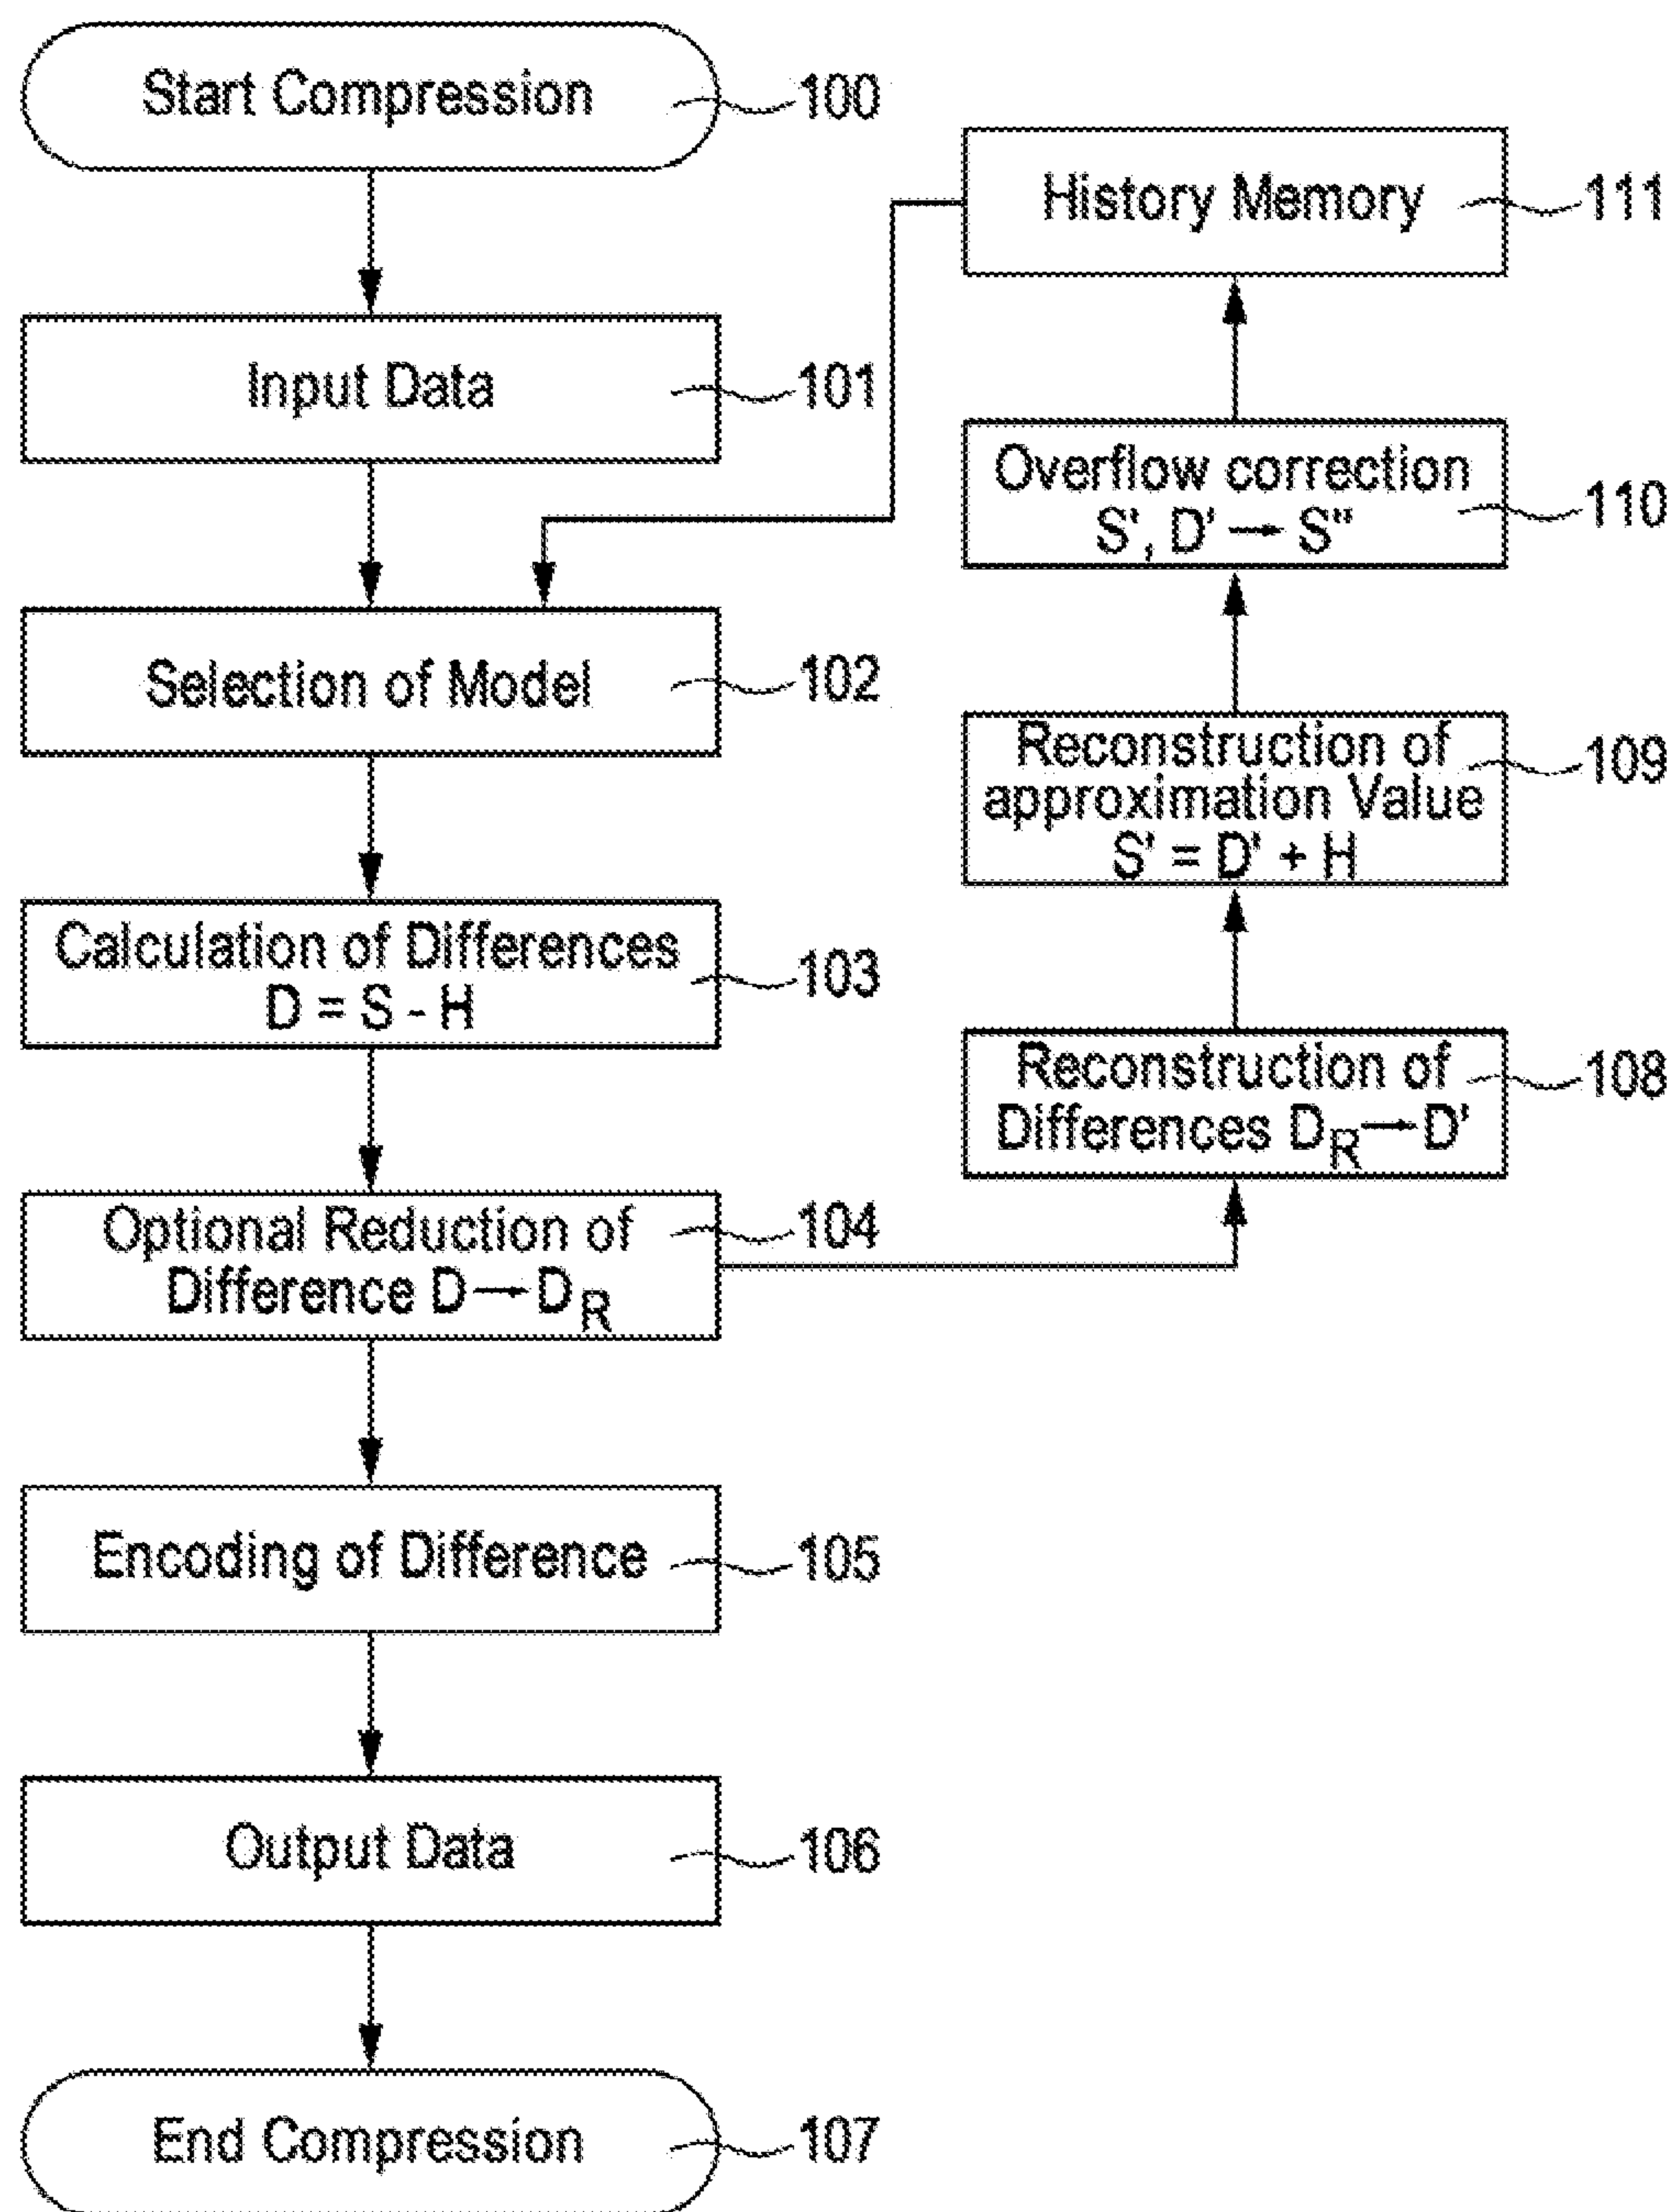 Start Compression
100
Input Data
101
Selection of Model
102
Calculation of Differences
D = S - H
103
Optional Reduction of
Difference D → D_R
104
Encoding of Difference
105
Output Data
106
End Compression
107
History Memory
111
Overflow correction
S', D' → S"
110
Reconstruction of
approximation Value
S' = D' + H
109
Reconstruction of
Differences D_R → D'
108